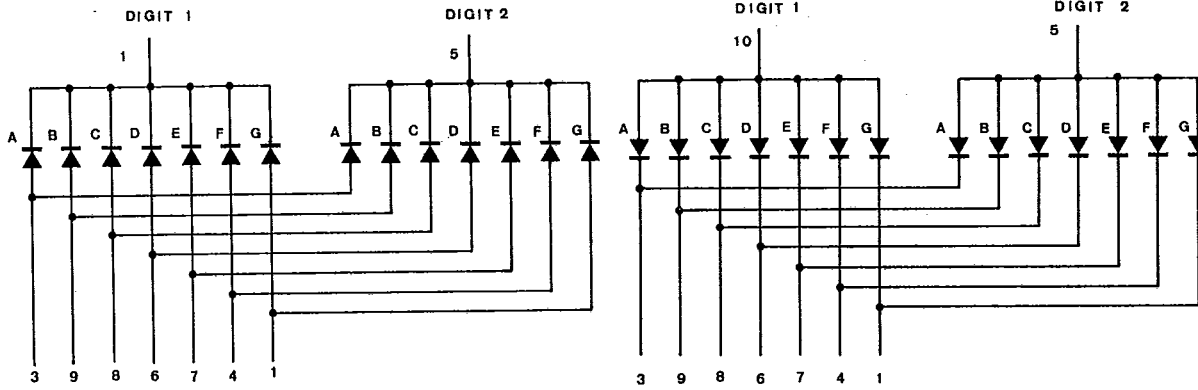 DIGIT 1
DIGIT 2
1
5
A B C D E F G
A B C D E F G
3 9 8 6 7 4 1
DIGIT 1
DIGIT 2
10
5
A B C D E F G
A B C D E F G
3 9 8 6 7 4 1